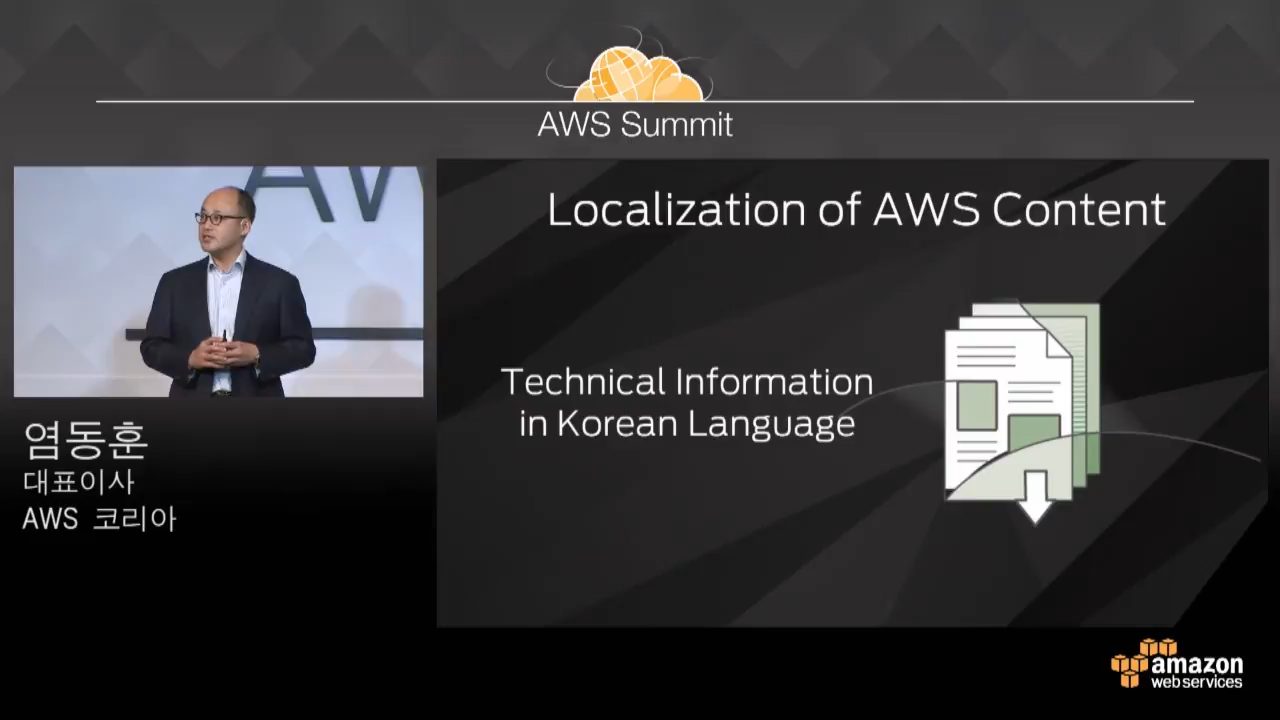 AWS Summit
AW
Localization of AWS Content
Technical Information
in Korean Language
염동훈
대표이사
AWS 코리아
amazon
web services